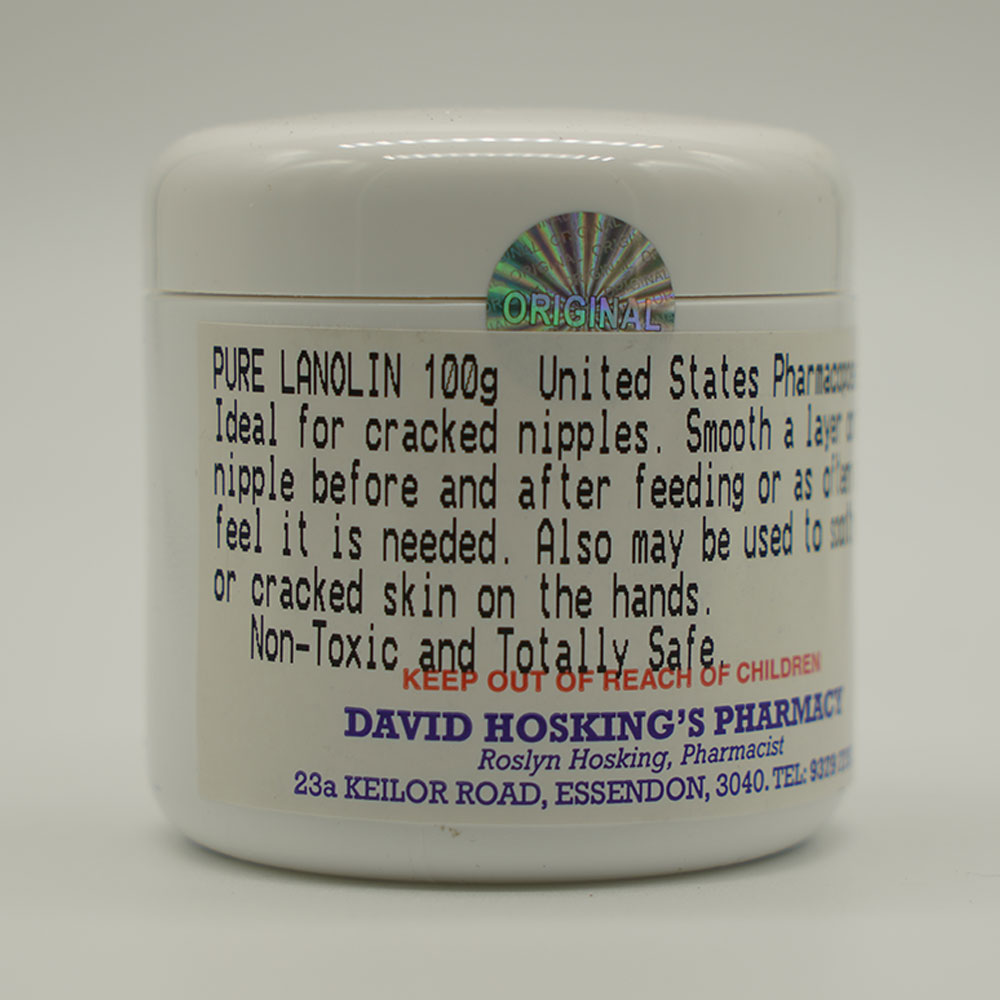 ORIGINAL
PURE LANOLIN 100g United States
Ideal for cracked nipples. Smooth a layer
nipple before and after feeding or as often
feel it is needed. Also may be used to
or cracked skin on the hands.
Non-Toxic and Totally Safe.
KEEP OUT OF REACH OF CHILDREN
DAVID HOSKING'S PHARMACY
Roslyn Hosking, Pharmacist
23a KEILOR ROAD, ESSENDON, 3040. TEL: 9379